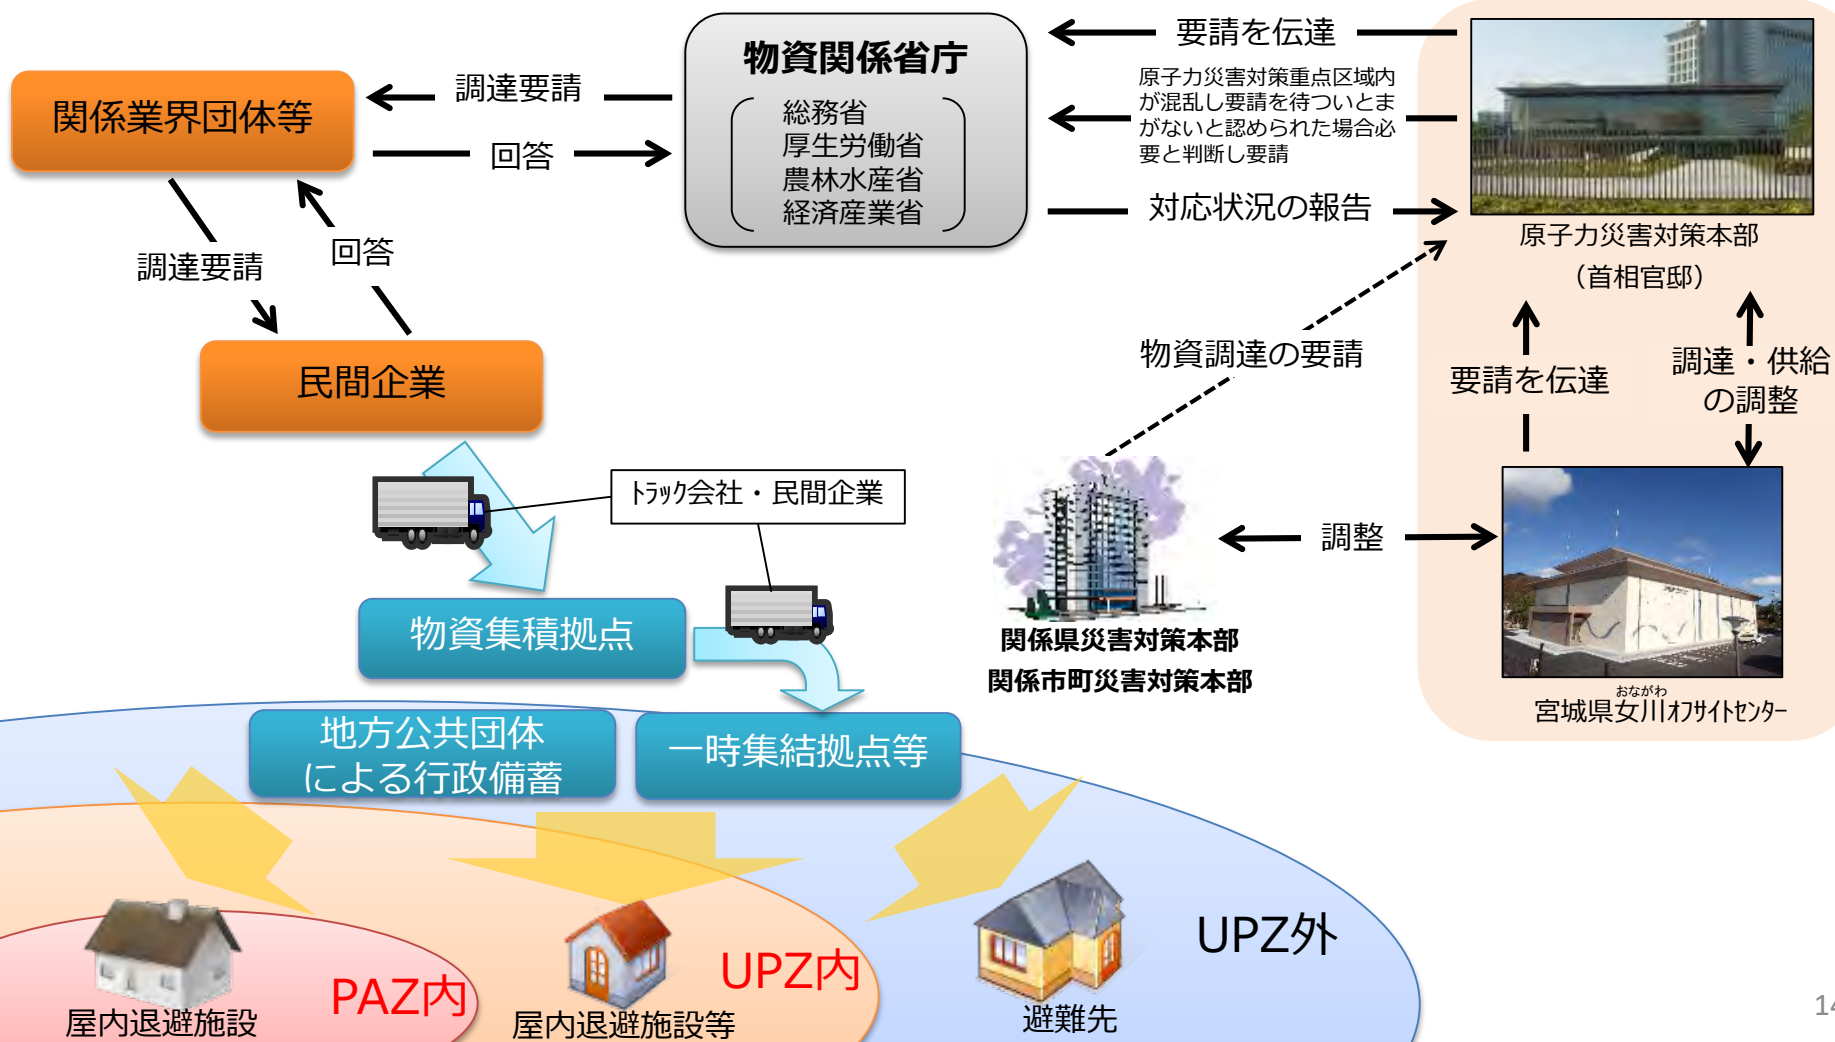 物資関係省庁
総務省
厚生労働省
農林水産省
経済産業省
関係業界団体等
調達要請
回答
要請を伝達
原子力災害対策重点区域内
が混乱し要請を待ついとま
がないと認められた場合必
要と判断し要請
対応状況の報告
原子力災害対策本部
（首相官邸）
調達要請
回答
民間企業
物資調達の要請
要請を伝達
調達・供給
の調整
ﾄﾗｯｸ会社・民間企業
調整
物資集積拠点
関係県災害対策本部
関係市町災害対策本部
おながわ
宮城県女川ｵﾌｻｲﾄｾﾝﾀｰ
地方公共団体
による行政備蓄
一時集結拠点等
PAZ内
UPZ内
UPZ外
屋内退避施設
屋内退避施設等
避難先